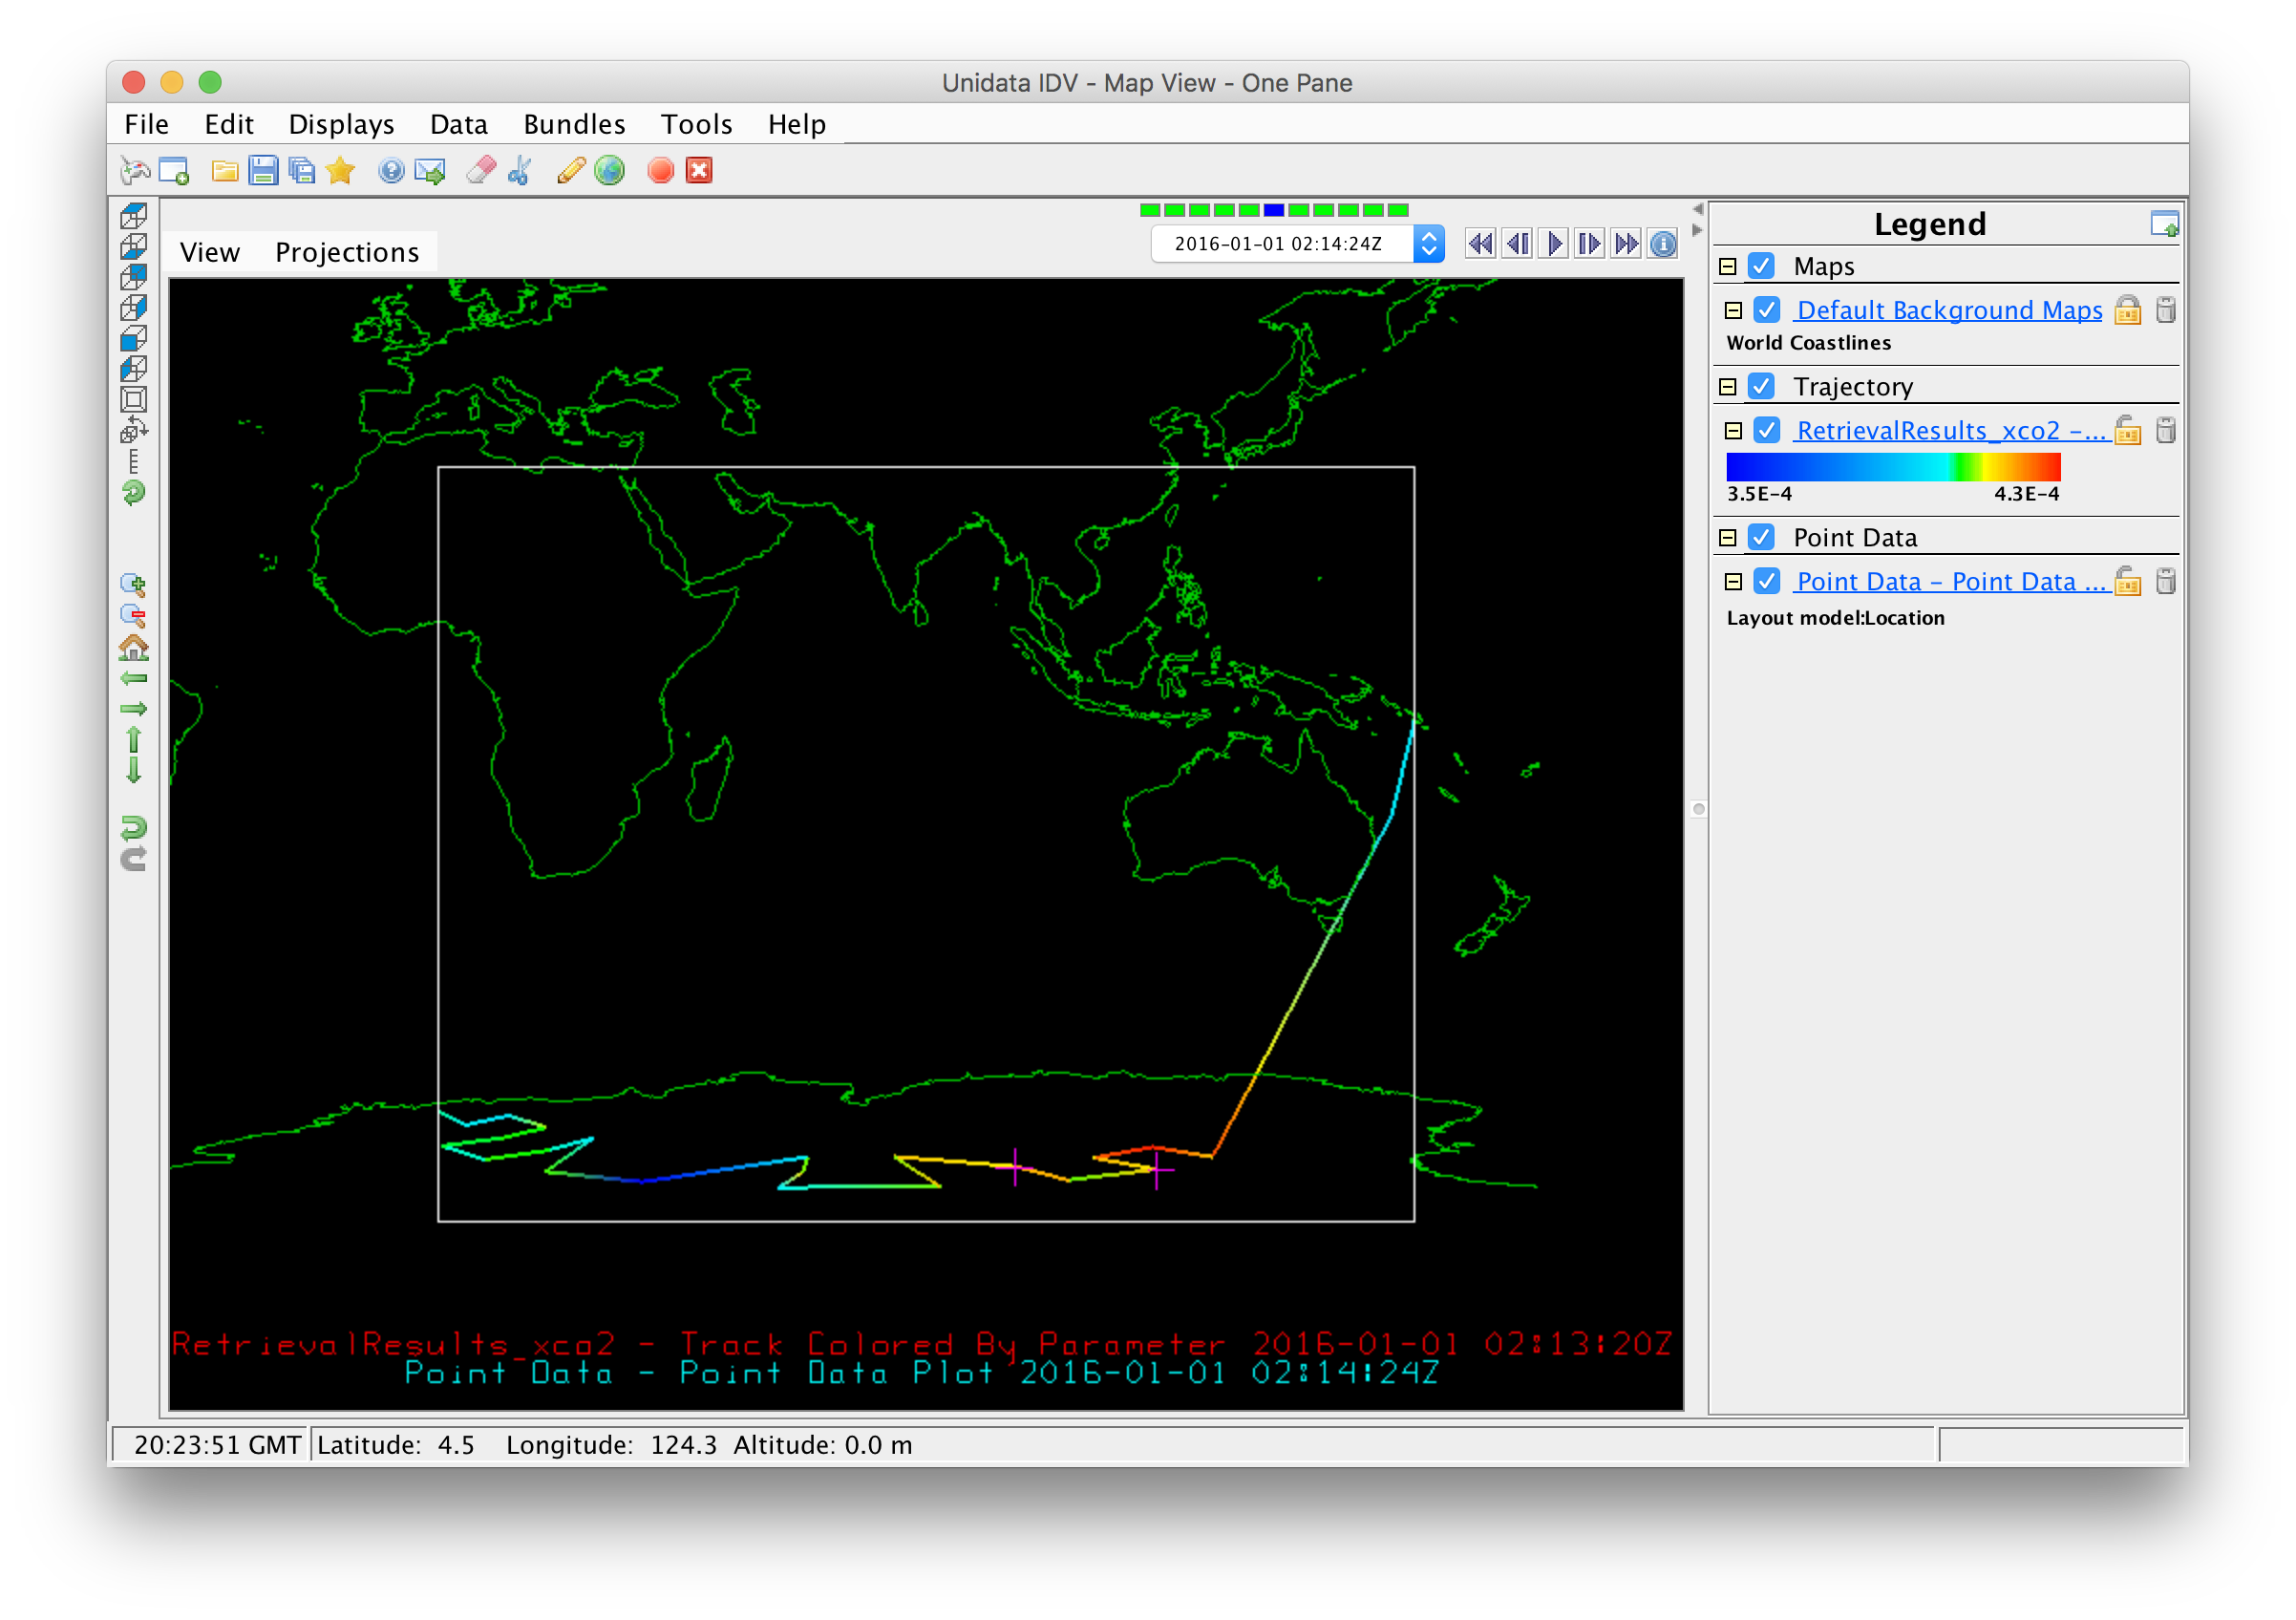 Unidata IDV - Map View - One Pane
File Edit Displays Data Bundles Tools Help
View Projections
2016-01-01 02:14:24Z
Legend
Maps
Default Background Maps
World Coastlines
Trajectory
RetrievalResults_xco2 -...
3.5E-4 4.3E-4
Point Data
Point Data - Point Data ...
Layout model:Location
RetrievalResults_xco2 - Track Colored By Parameter 2016-01-01 02:13:20Z
Point Data - Point Data Plot 2016-01-01 02:14:24Z
20:23:51 GMT Latitude: 4.5 Longitude: 124.3 Altitude: 0.0 m